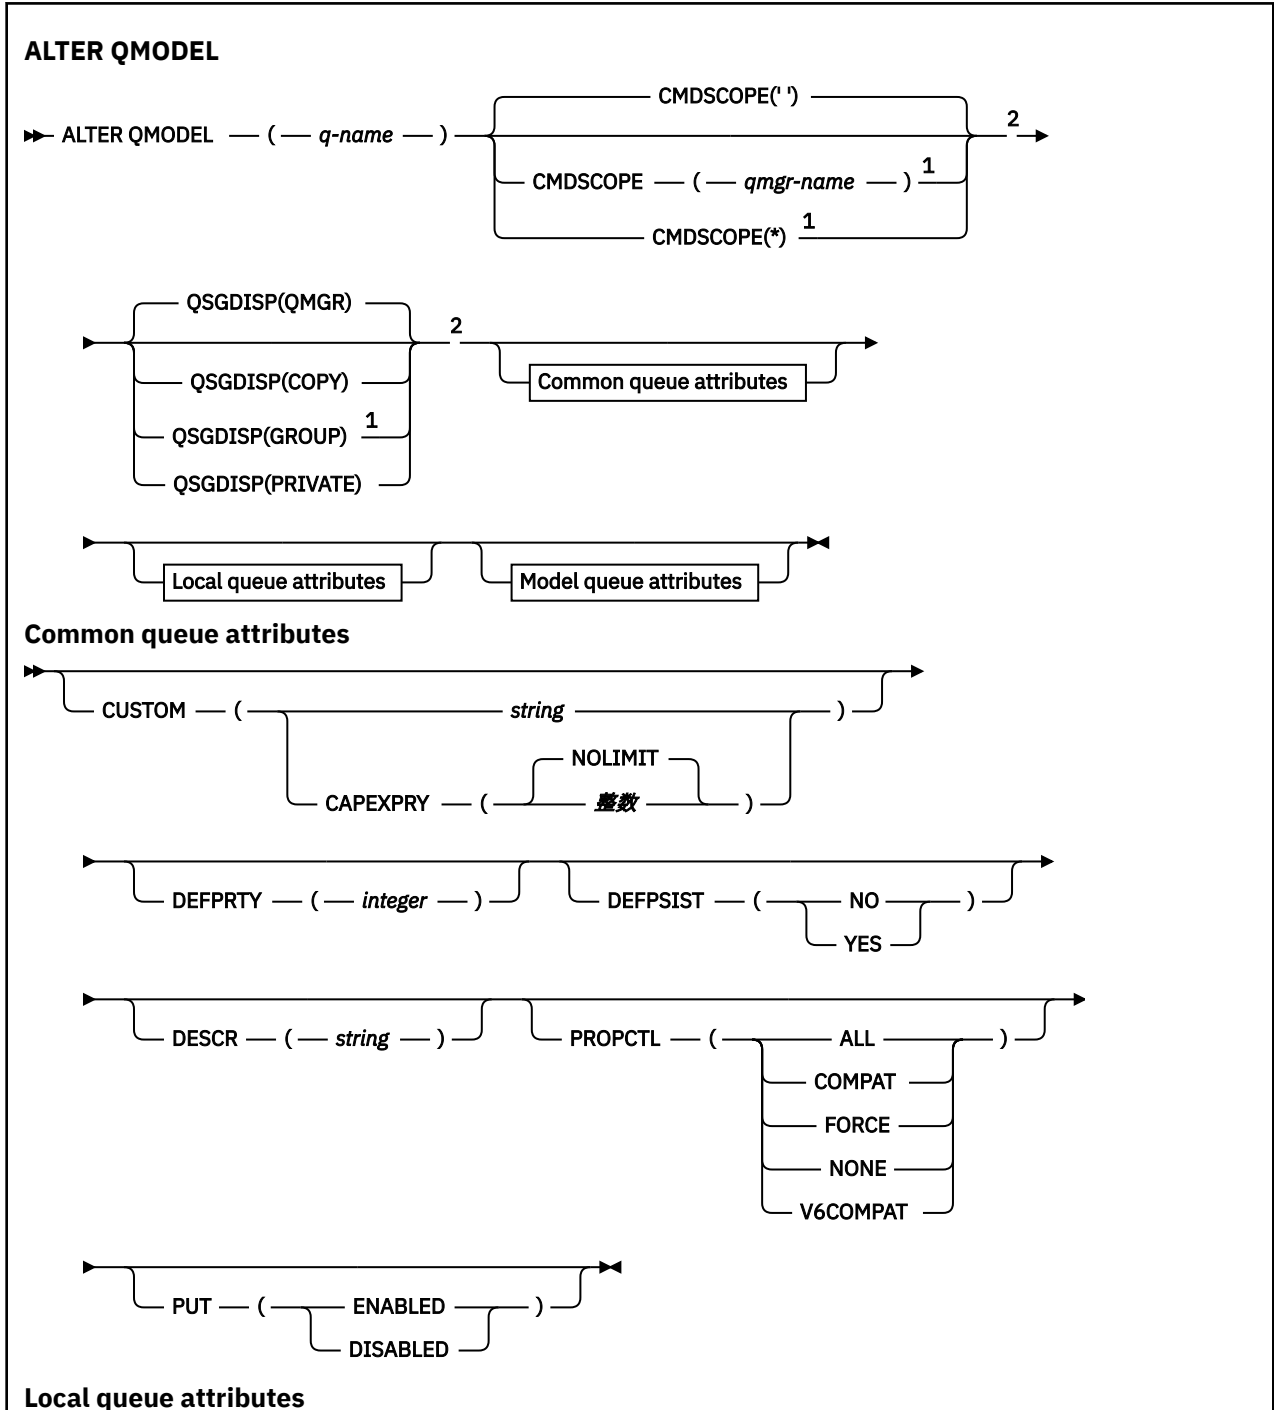 ALTER QMODEL
CMDSCOPE(' ')
ALTER QMODEL ( q-name ) 2
CMDSCOPE ( qmgr-name ) 1
CMDSCOPE(*) 1
QSGDISP(QMGR)
2
QSGDISP(COPY) Common queue attributes
QSGDISP(GROUP) 1
QSGDISP(PRIVATE)
Local queue attributes Model queue attributes
Common queue attributes
CUSTOM ( string )
NOLIMIT
CAPEXPRY ( 整数 )
DEFPRTY ( integer ) DEFPSIST ( NO )
YES
DESCR ( string ) PROPCTL ( ALL )
COMPAT
FORCE
NONE
V6COMPAT
PUT ( ENABLED )
DISABLED
Local queue attributes